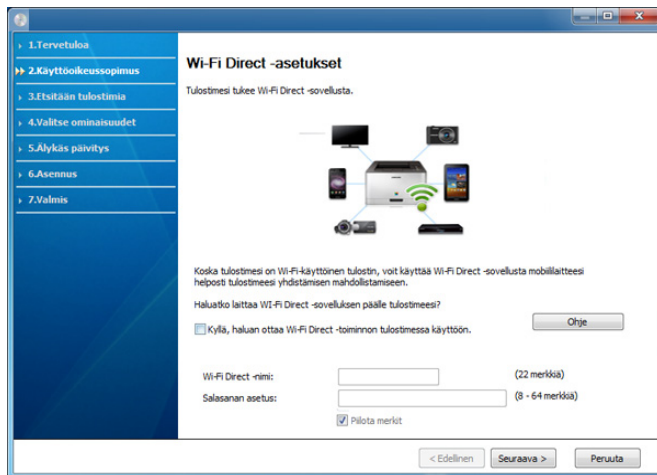 1.Tervetuloa
2.Käyttöoikeussopimus
3.Etsitään tulostimia
4.Valitse ominaisuudet
5.Älykäs päivitys
6.Asennus
7.Valmis
Wi-Fi Direct -asetukset
Tulostimesi tukee Wi-Fi Direct -sovellusta.
Koska tulostimesi on Wi-Fi-käyttöinen tulostin, voit käyttää Wi-Fi Direct -sovellusta mobiililaitteesi
helposti tulostimeesi yhdistämisen mahdollistamiseen.
Haluatko laittaa WI-Fi Direct -sovelluksen päälle tulostimeesi?
Kyllä, haluan ottaa Wi-Fi Direct -toiminnon tulostimessa käyttöön.
Ohje
Wi-Fi Direct -nimi: (22 merkkiä)
Salasanan asetus: (8 - 64 merkkiä)
Piilota merkit
< Edellinen Seuraava > Peruuta